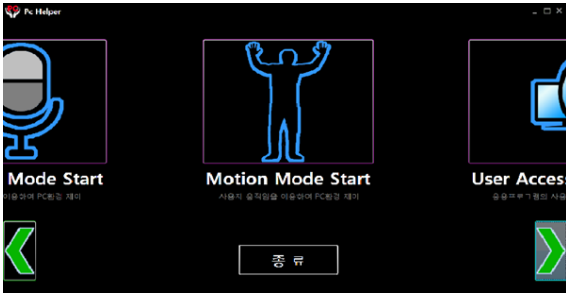 Pc Helper
Mode Start
Motion Mode Start
User Access
이용하여 PC환경 제어
사용자 움직임을 이용하여 PC환경 제어
종 류